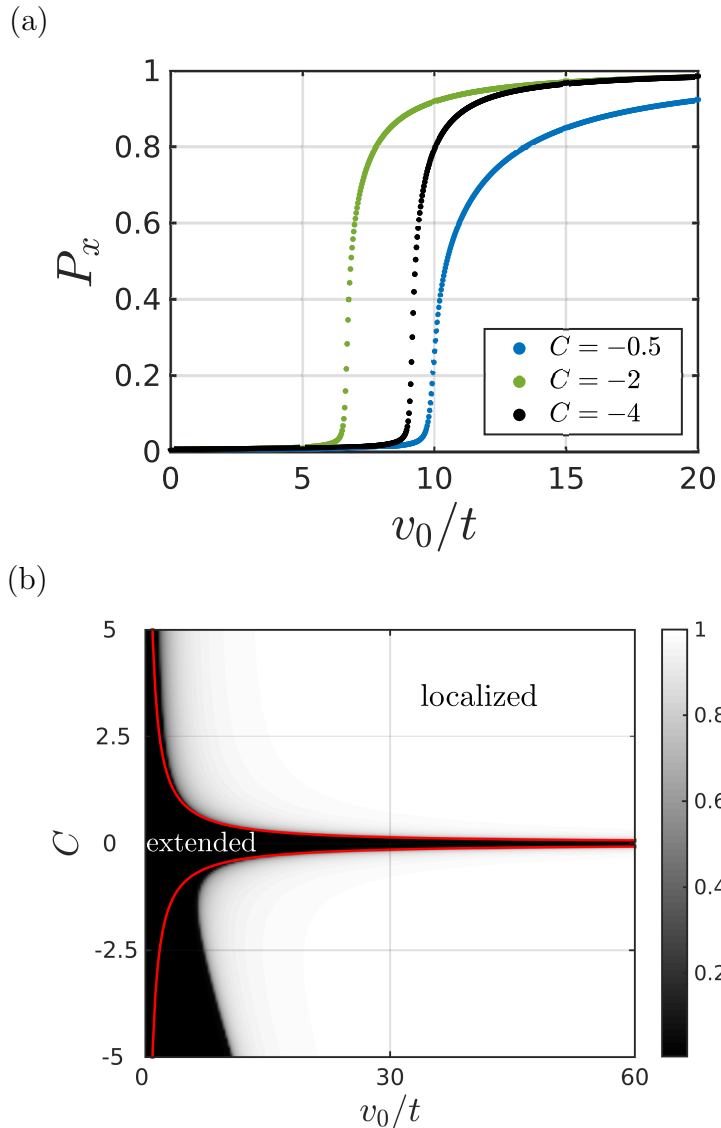 (a)
1
0.8
0.6
0.4
0.2
0
P_x
C = −0.5
C = −2
C = −4
0 5 10 15 20
v_0/t
(b)
5
2.5
0
-2.5
-5
C
localized
extended
1
0.8
0.6
0.4
0.2
0 30 60
v_0/t